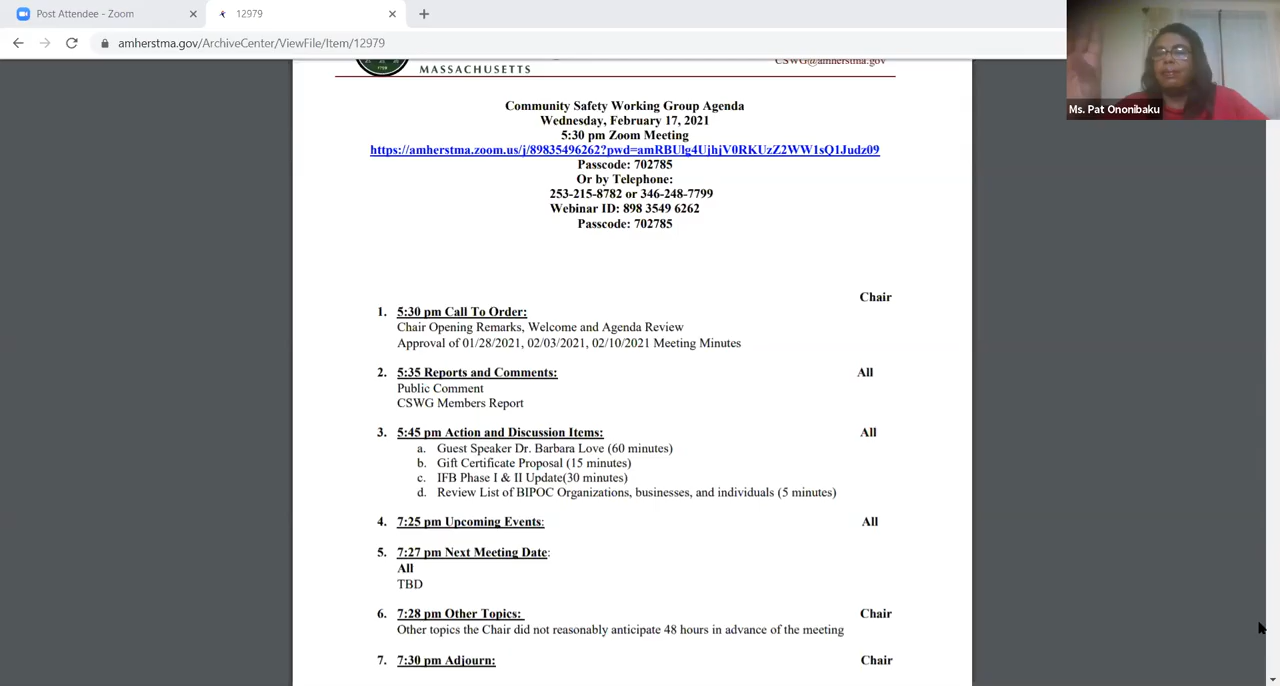 Post Attendee - Zoom
12979
amherstma.gov/ArchiveCenter/ViewFile/Item/12979
MASSACHUSETTS
CSWG@amherstma.gov
Ms. Pat Ononibaku
Community Safety Working Group Agenda
Wednesday, February 17, 2021
5:30 pm Zoom Meeting
https://amherstma.zoom.us/j/89835496262?pwd=amRBUlg4UjhjV0RKUzZ2WW1sQ1Judz09
Passcode: 702785
Or by Telephone:
253-215-8782 or 346-248-7799
Webinar ID: 898 3549 6262
Passcode: 702785
Chair
1. 5:30 pm Call To Order:
Chair Opening Remarks, Welcome and Agenda Review
Approval of 01/28/2021, 02/03/2021, 02/10/2021 Meeting Minutes
2. 5:35 Reports and Comments: All
Public Comment
CSWG Members Report
3. 5:45 pm Action and Discussion Items: All
a. Guest Speaker Dr. Barbara Love (60 minutes)
b. Gift Certificate Proposal (15 minutes)
c. IFB Phase I & II Update(30 minutes)
d. Review List of BIPOC Organizations, businesses, and individuals (5 minutes)
4. 7:25 pm Upcoming Events: All
5. 7:27 pm Next Meeting Date:
All
TBD
6. 7:28 pm Other Topics: Chair
Other topics the Chair did not reasonably anticipate 48 hours in advance of the meeting
7. 7:30 pm Adjourn: Chair